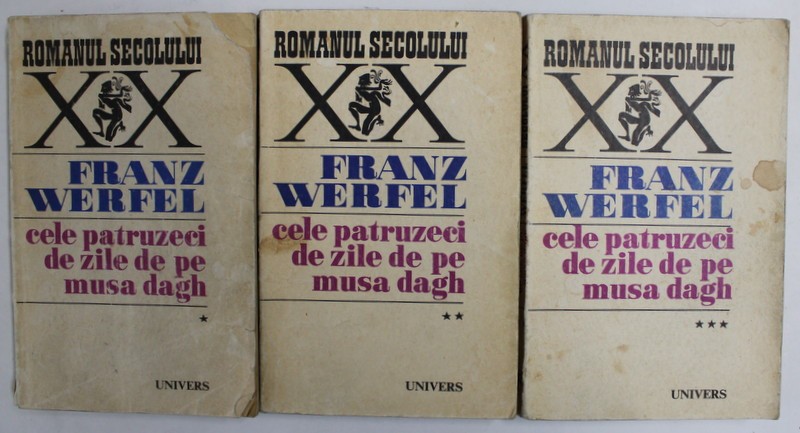 ROMANUL SECOLULUI
XX
FRANZ
WERFEL
cele patruzeci
de zile de pe
musa dagh
★
UNIVERS
ROMANUL SECOLULUI
XX
FRANZ
WERFEL
cele patruzeci
de zile de pe
musa dagh
★★
UNIVERS
ROMANUL SECOLULUI
XX
FRANZ
WERFEL
cele patruzeci
de zile de pe
musa dagh
★★★
UNIVERS